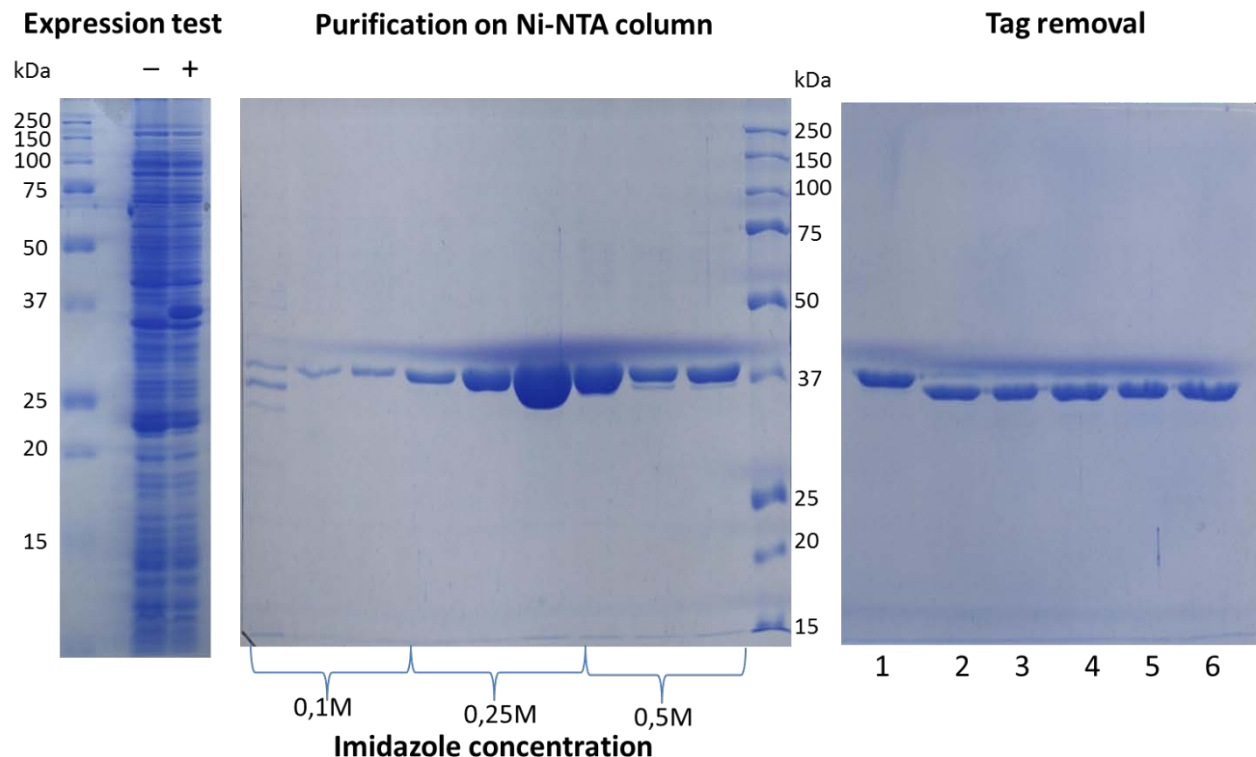 Expression test
Purification on Ni-NTA column
Tag removal
kDa
– +
250
150
100
75
50
37
25
20
15
kDa
250
150
100
75
50
37
25
20
15
0,1M
0,25M
0,5M
Imidazole concentration
1 2 3 4 5 6